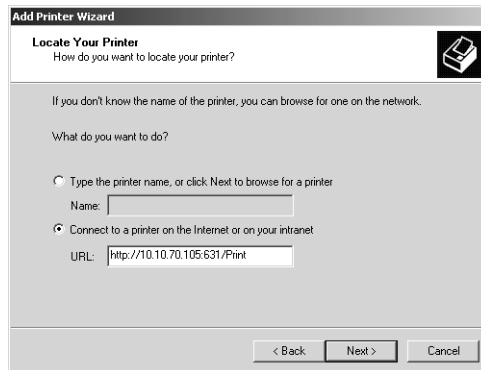 Add Printer Wizard
Locate Your Printer
How do you want to locate your printer?
If you don't know the name of the printer, you can browse for one on the network.
What do you want to do?
Type the printer name, or click Next to browse for a printer
Name:
Connect to a printer on the Internet or on your intranet
URL: http://10.10.70.105:631/Print
< Back Next > Cancel